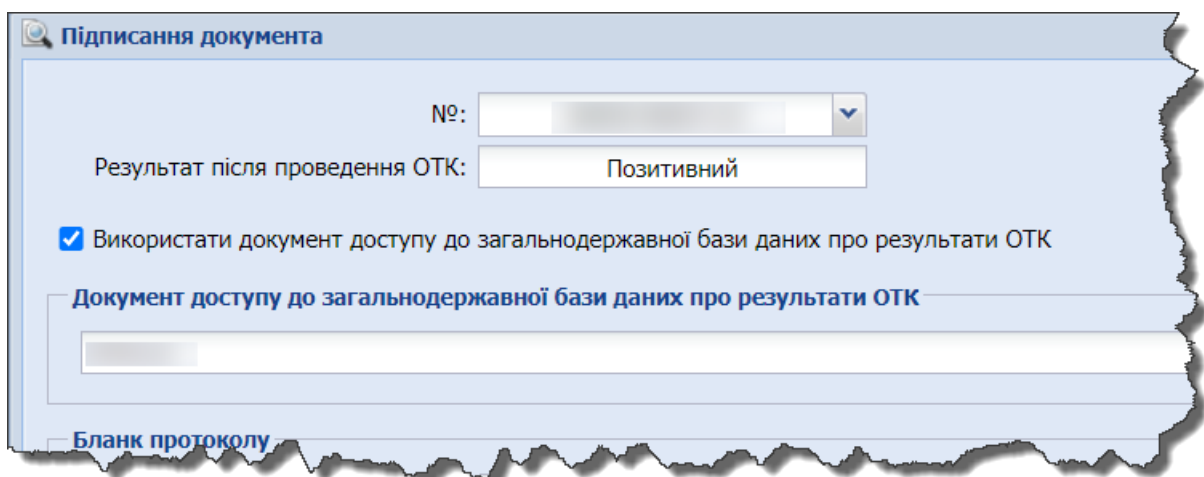 Підписання документа
№:
Результат після проведення ОТК: Позитивний
Використати документ доступу до загальнодержавної бази даних про результати ОТК
Документ доступу до загальнодержавної бази даних про результати ОТК
Бланк протоколу